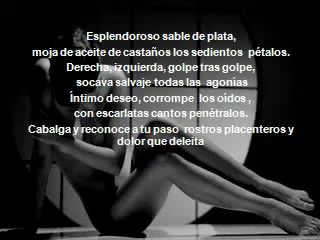 Esplendoroso sable de plata,
moja de aceite de castaños los sedientos pétalos.
Derecha, izquierda, golpe tras golpe,
socava salvaje todas las agonías
Íntimo deseo, corrompe los oídos ,
con escarlatas cantos penétralos.
Cabalga y reconoce a tu paso rostros placenteros y
dolor que deleita